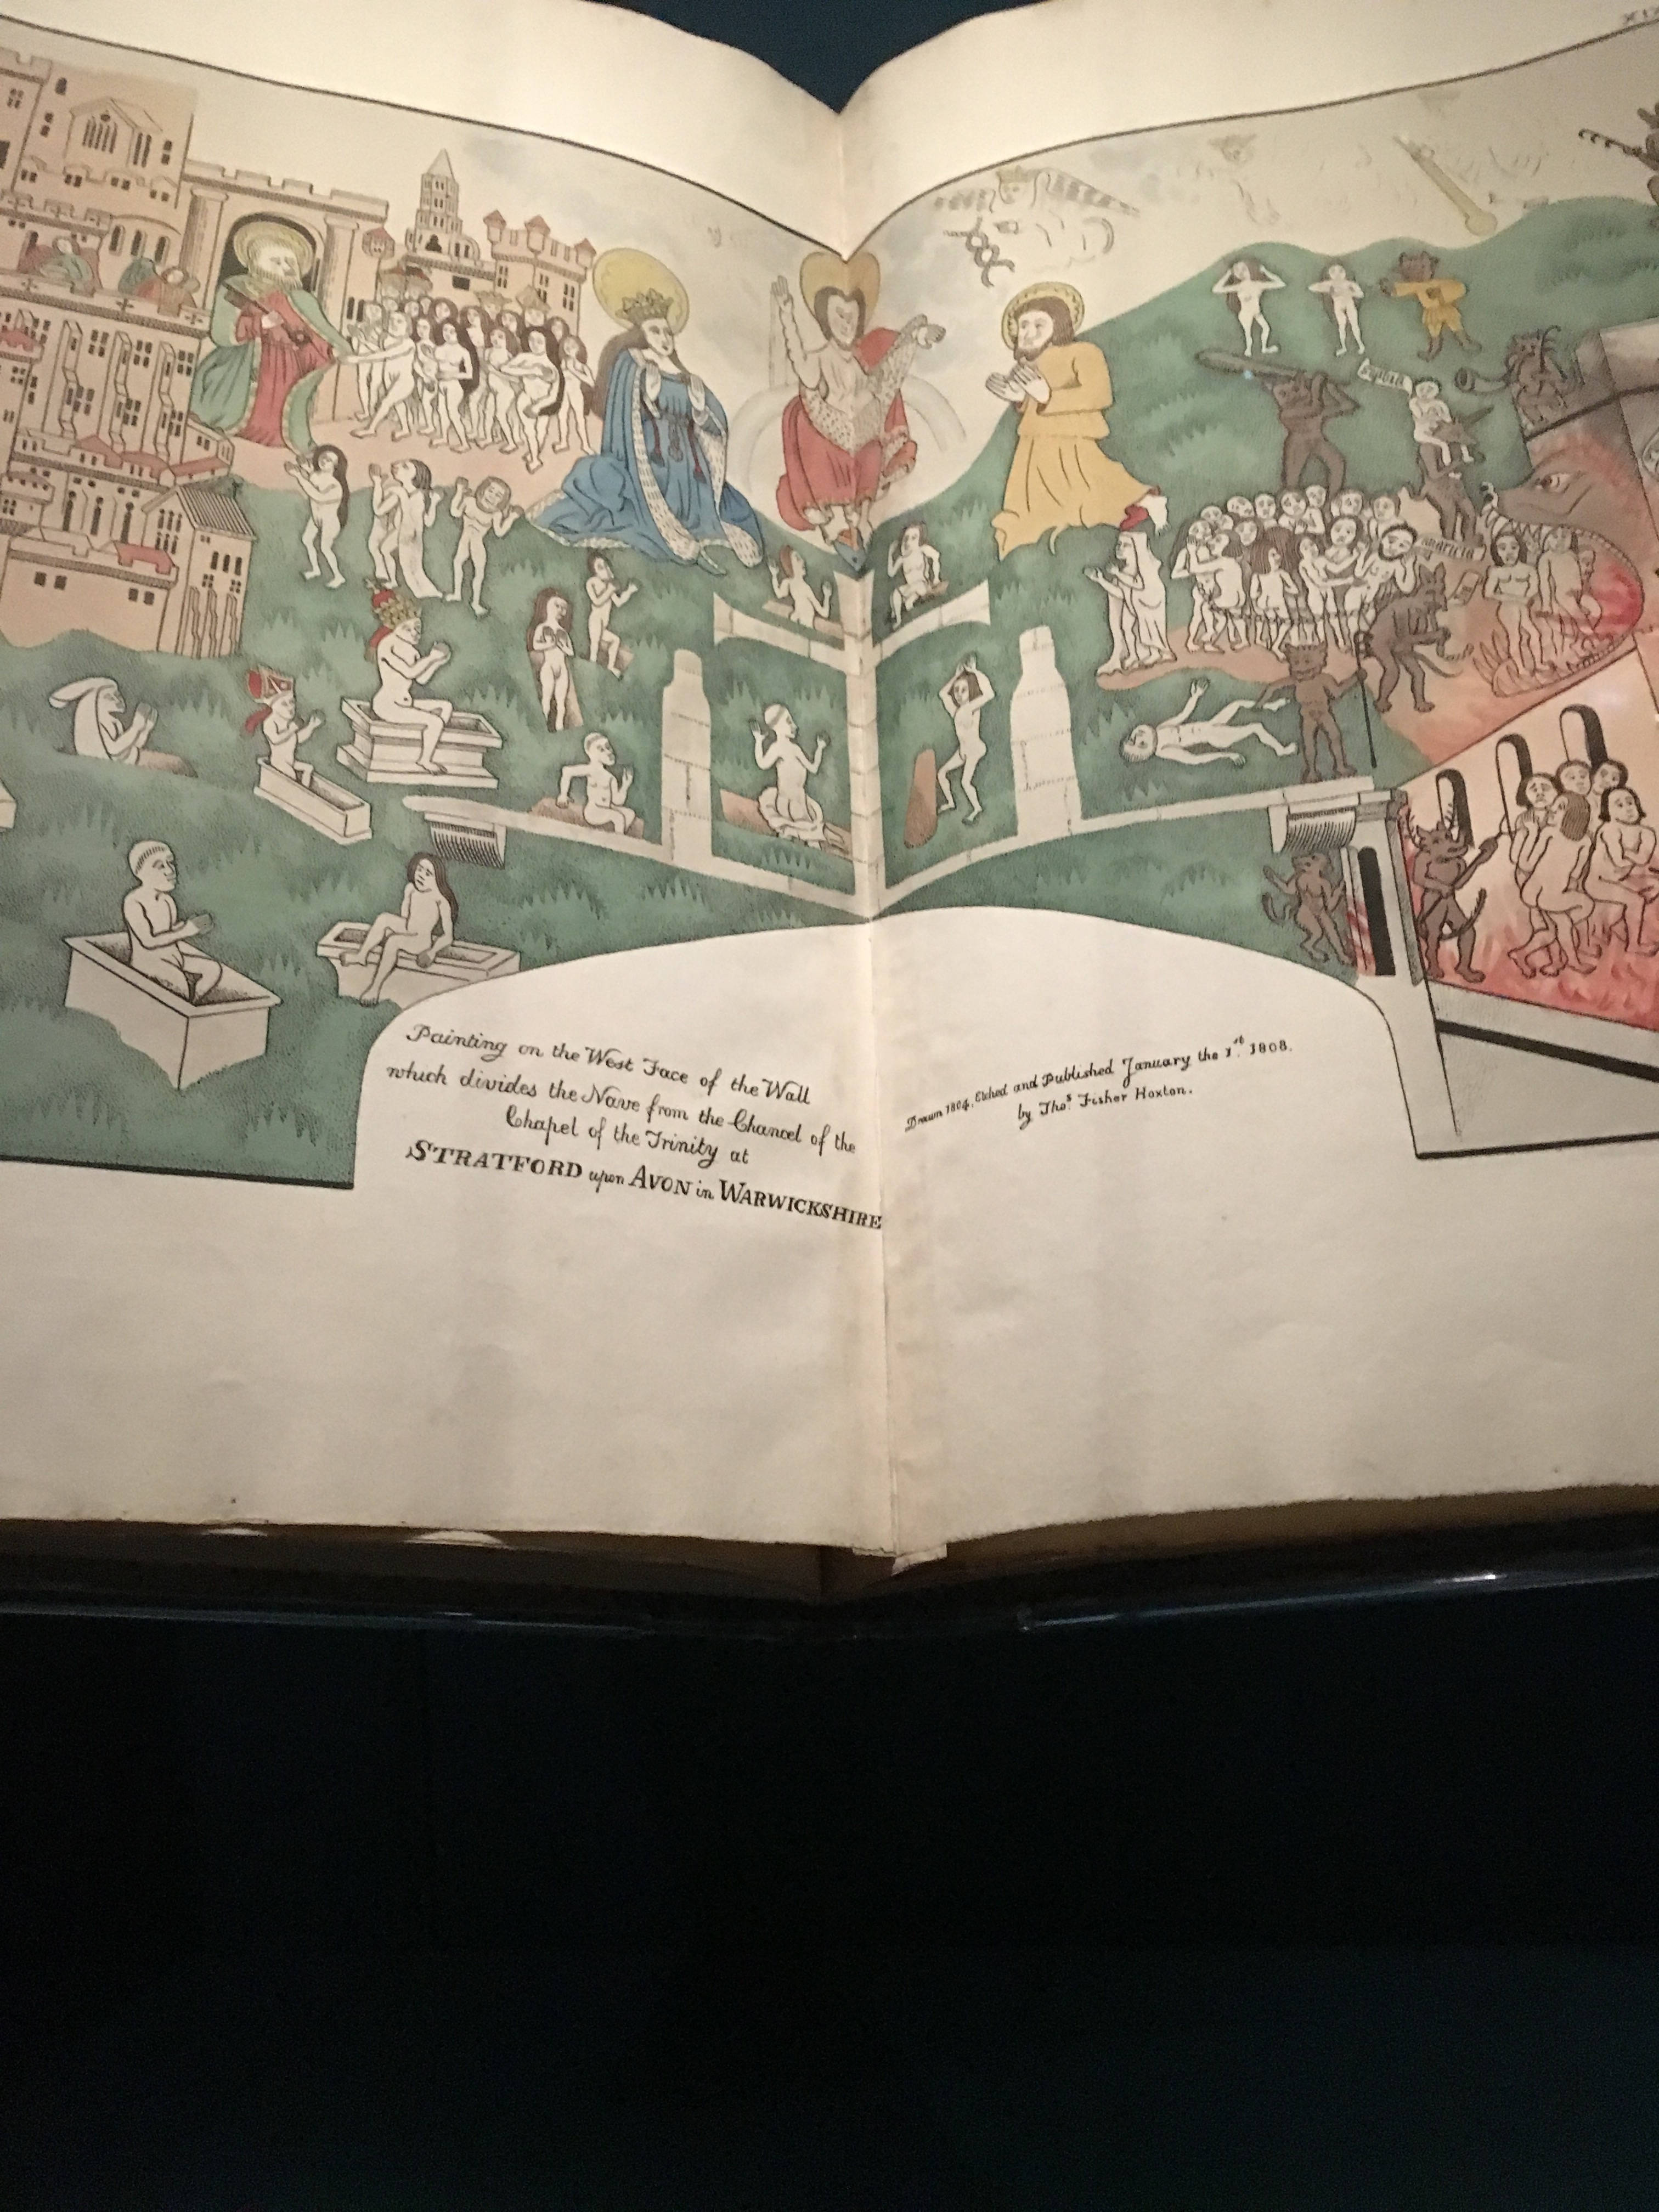 Painting on the West Face of the Wall
which divides the Nave from the Chancel of the
Chapel of the Trinity at
STRATFORD upon AVON in WARWICKSHIRE
Drawn 1804, Etched and Published January the 1st. 1808.
by Thos. Fisher Hoxton.